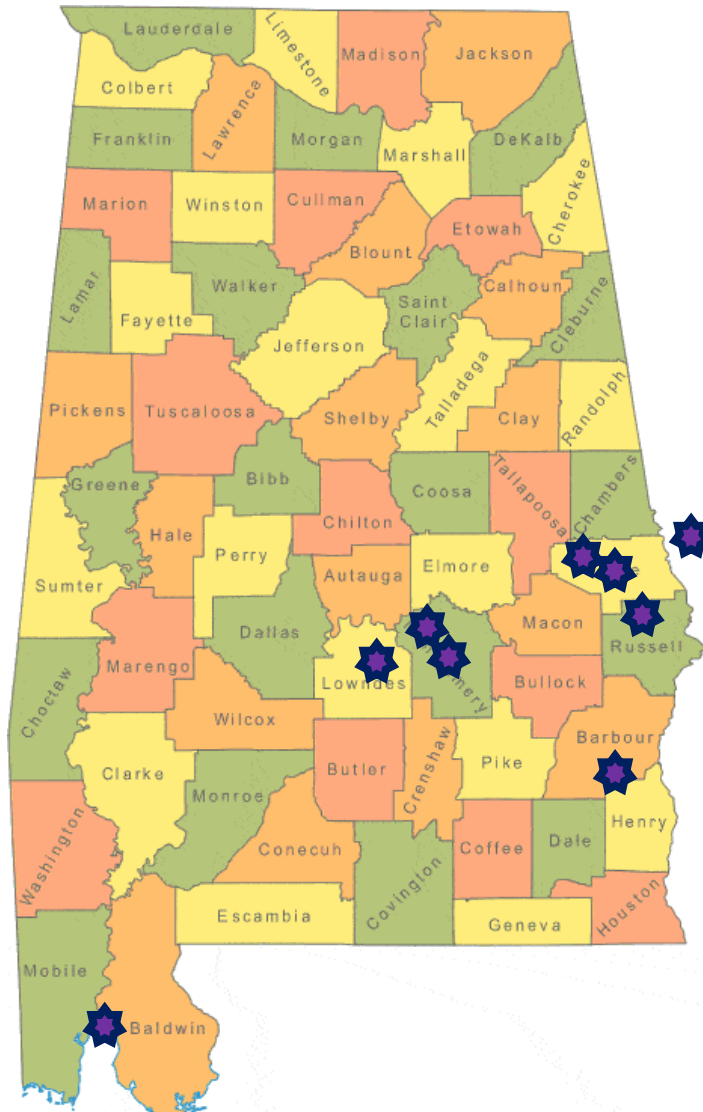 Lauderdale
Limestone
Madison
Jackson
Colbert
Lawrence
Franklin
Morgan
Marshall
DeKalb
Cherokee
Marion
Winston
Cullman
Etowah
Blount
Lamar
Fayette
Walker
Saint
Clair
Calhoun
Cleburne
Jefferson
Talladega
Pickens
Tuscaloosa
Shelby
Clay
Randolph
Greene
Bibb
Coosa
Tallapoosa
Chambers
Hale
Perry
Chilton
Elmore
Sumter
Autauga
Dallas
Macon
Russell
Choctaw
Marengo
Lowndes
Bullock
Wilcox
Barbour
Clarke
Butler
Crenshaw
Pike
Monroe
Henry
Washington
Conecuh
Covington
Coffee
Dale
Houston
Escambia
Geneva
Mobile
Baldwin